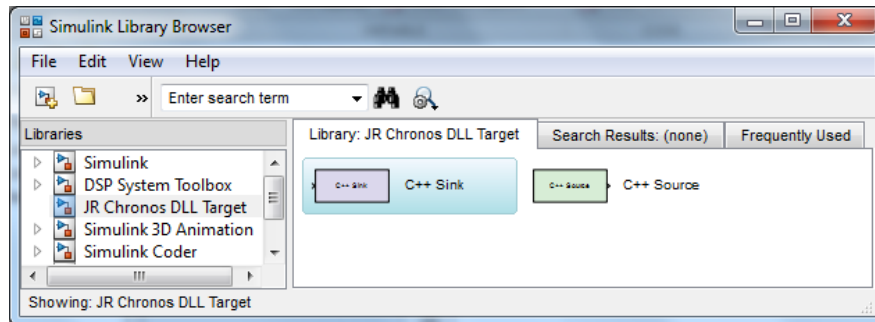 Simulink Library Browser
File Edit View Help
» Enter search term
Libraries
Simulink
DSP System Toolbox
JR Chronos DLL Target
Simulink 3D Animation
Simulink Coder
Library: JR Chronos DLL Target Search Results: (none) Frequently Used
C++ Sink C++ Sink C++ Source C++ Source
Showing: JR Chronos DLL Target